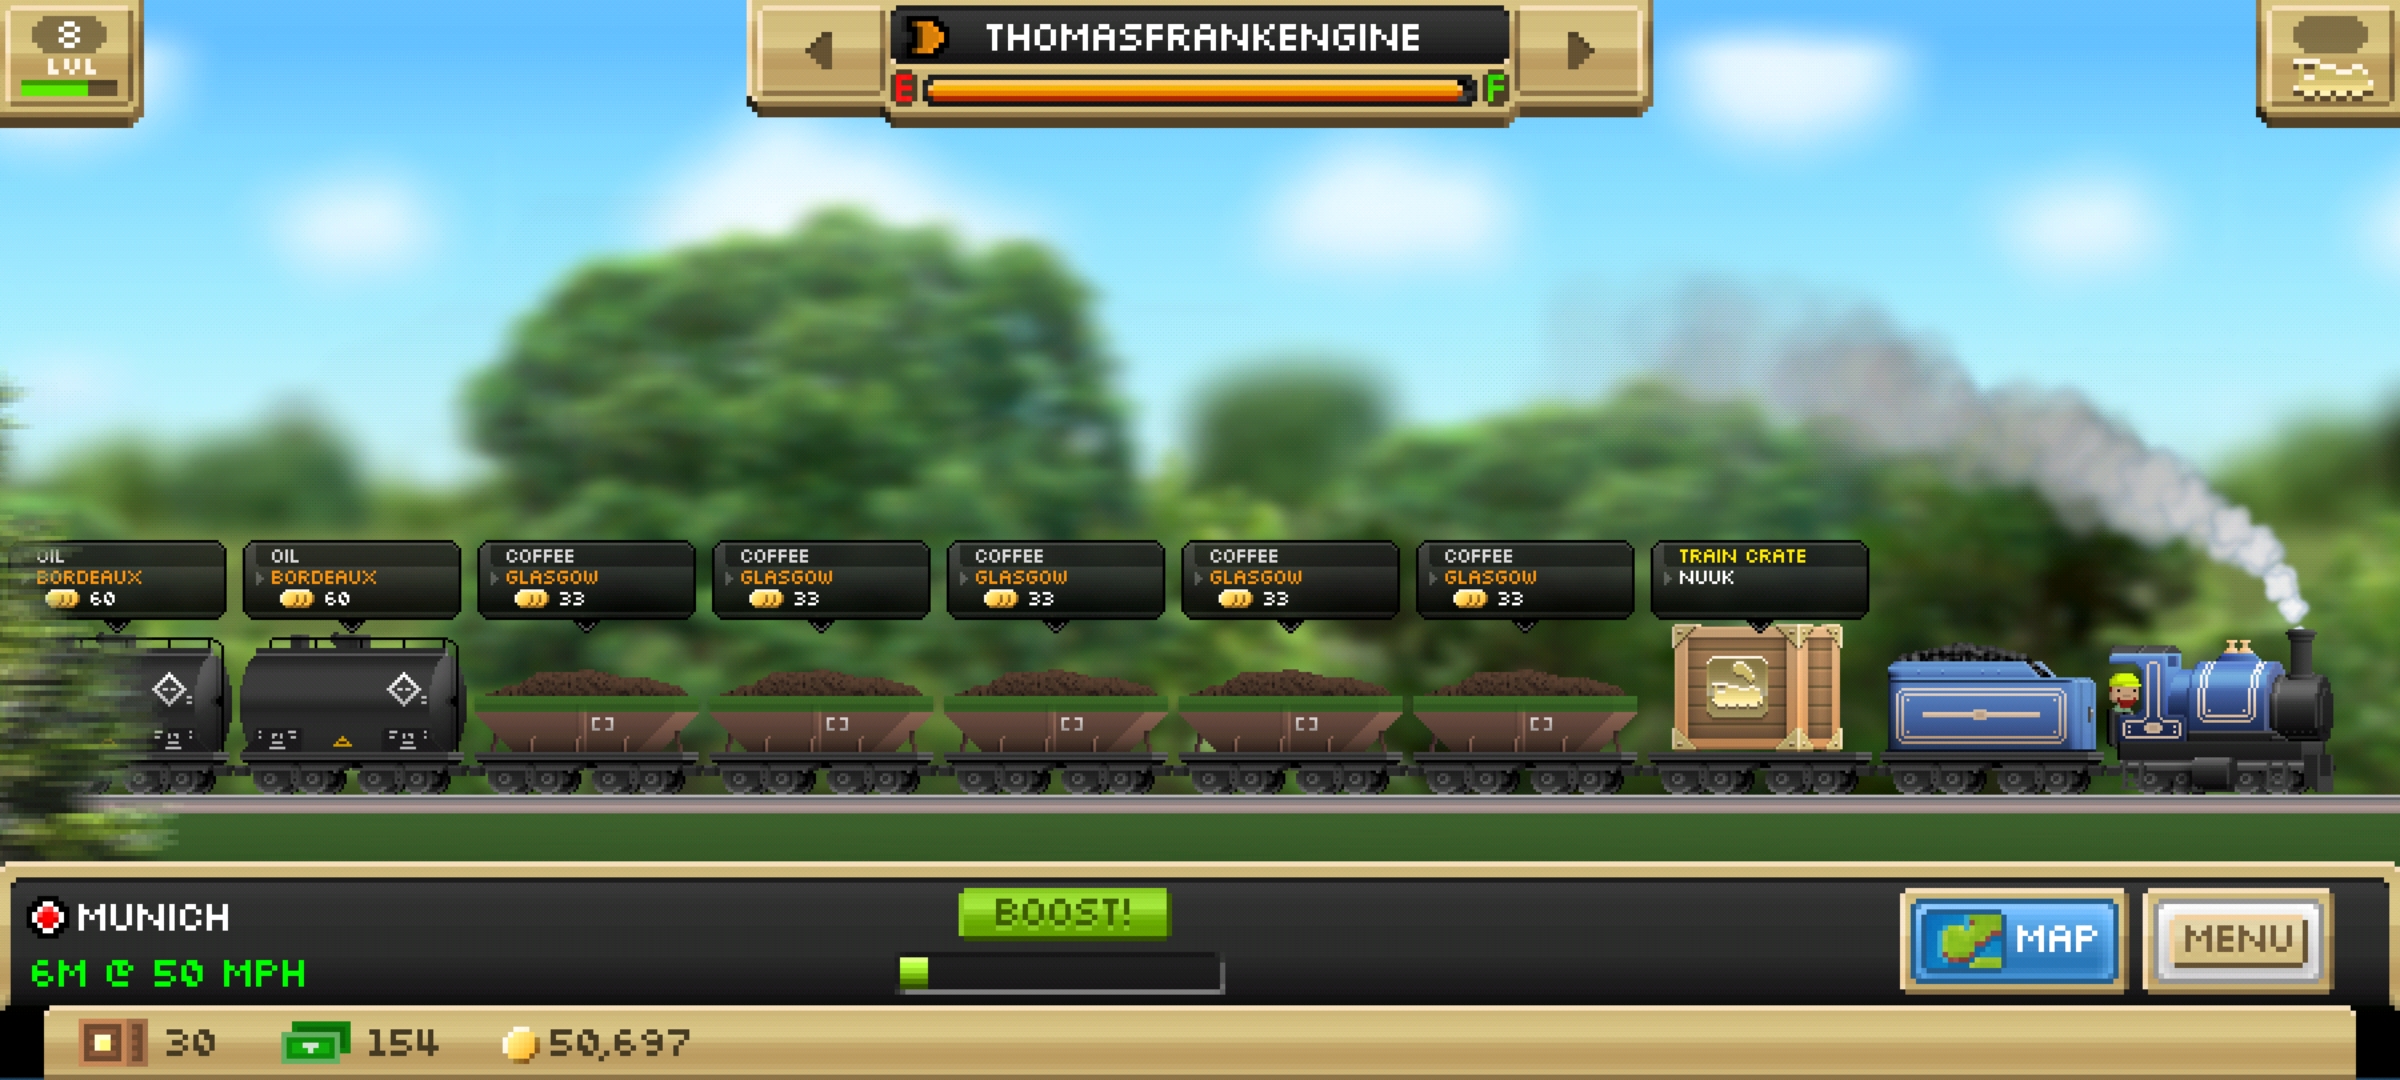 8
LVL
THOMASFRANKENGINE
E F
OIL
BORDEAUX
60
OIL
BORDEAUX
60
COFFEE
GLASGOW
33
COFFEE
GLASGOW
33
COFFEE
GLASGOW
33
COFFEE
GLASGOW
33
COFFEE
GLASGOW
33
TRAIN CRATE
NUUK
MUNICH
6M @ 50 MPH
BOOST!
MAP
MENU
30 154 50,697